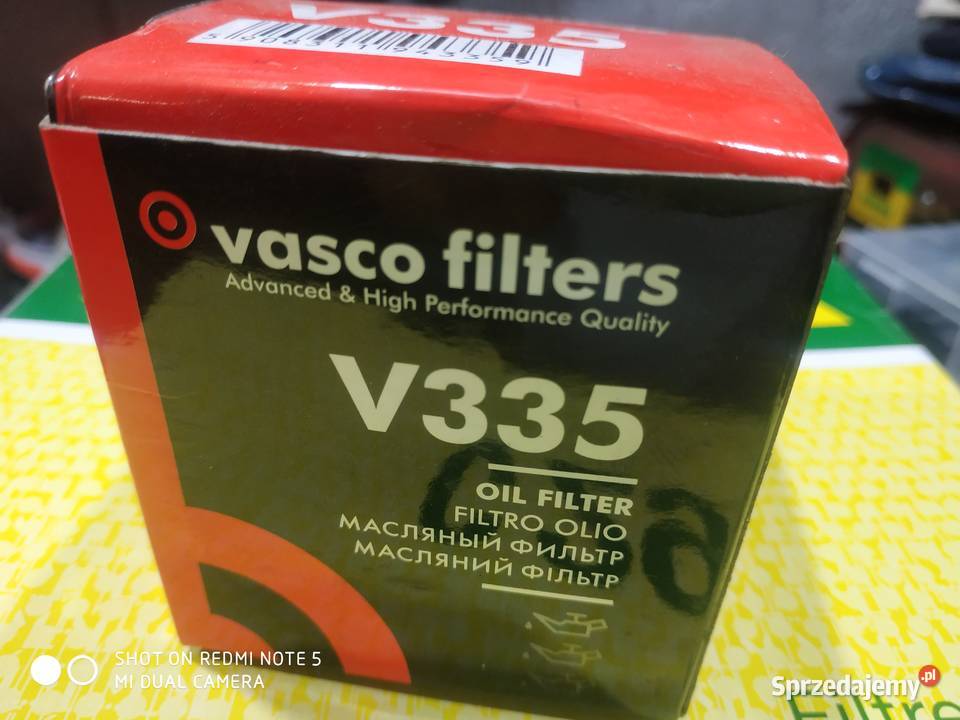 V335
vasco filters
Advanced & High Performance Quality
V335
OIL FILTER
FILTRO OLIO
МАСЛЯНЫЙ ФИЛЬТР
МАСЛЯНИЙ ФІЛЬТР
SHOT ON REDMI NOTE 5
MI DUAL CAMERA
Sprzedajemy.pl